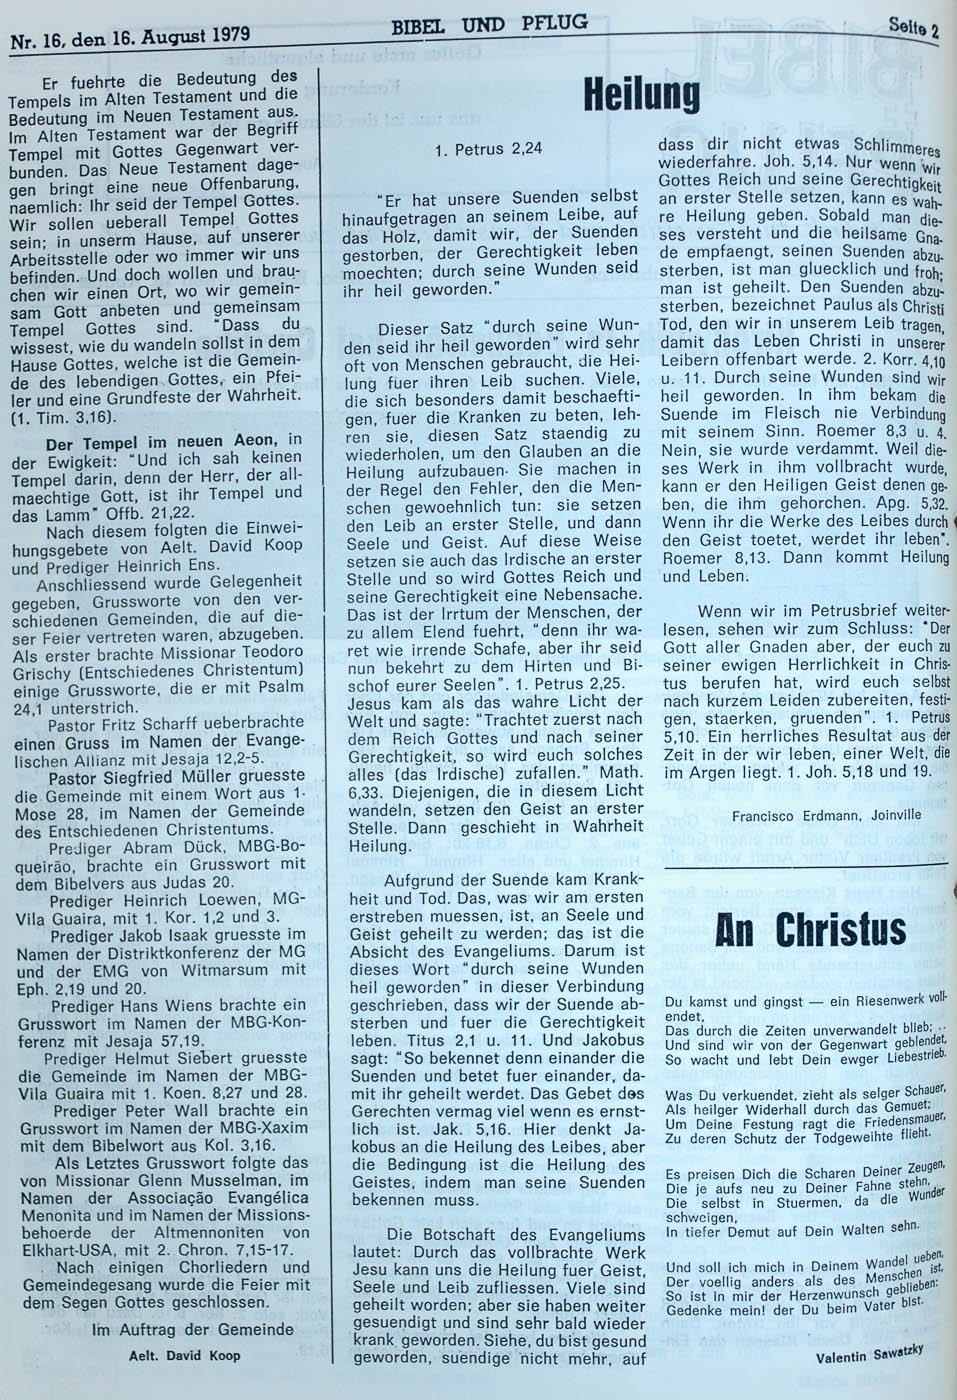 Nr. 16, den 16. August 1979
BIBEL UND PFLUG
Seite 2
Er fuehrte die Bedeutung des
Tempels im Alten Testament und die
Bedeutung im Neuen Testament aus.
Im Alten Testament war der Begriff
Tempel mit Gottes Gegenwart ver-
bunden. Das Neue Testament dage-
gen bringt eine neue Offenbarung,
naemlich: Ihr seid der Tempel Gottes.
Wir sollen ueberall Tempel Gottes
sein; in unserm Hause, auf unserer
Arbeitsstelle oder wo immer wir uns
befinden. Und doch wollen und brau-
chen wir einen Ort, wo wir gemein-
sam Gott anbeten und gemeinsam
Tempel Gottes sind. "Dass du
wissest, wie du wandeln sollst in dem
Hause Gottes, welche ist die Gemein-
de des lebendigen Gottes, ein Pfei-
ler und eine Grundfeste der Wahrheit.
(1. Tim. 3,16).
Der Tempel im neuen Aeon, in
der Ewigkeit: "Und ich sah keinen
Tempel darin, denn der Herr, der all-
maechtige Gott, ist ihr Tempel und
das Lamm" Offb. 21,22.
Nach diesem folgten die Einwei-
hungsgebete von Aelt. David Koop
und Prediger Heinrich Ens.
Anschliessend wurde Gelegenheit
gegeben, Grussworte von den ver-
schiedenen Gemeinden, die auf die-
ser Feier vertreten waren, abzugeben.
Als erster brachte Missionar Teodoro
Grischy (Entschiedenes Christentum)
einige Grussworte, die er mit Psalm
24,1 unterstrich.
Pastor Fritz Scharff ueberbrachte
einen Gruss im Namen der Evange-
lischen Allianz mit Jesaja 12,2-5.
Pastor Siegfried Müller gruesste
die Gemeinde mit einem Wort aus 1.
Mose 28, im Namen der Gemeinde
des Entschiedenen Christentums.
Prediger Abram Dück, MBG-Bo-
queirão, brachte ein Grusswort mit
dem Bibelvers aus Judas 20.
Prediger Heinrich Loewen, MG-
Vila Guaira, mit 1. Kor. 1,2 und 3.
Prediger Jakob Isaak gruesste im
Namen der Distriktkonferenz der MG
und der EMG von Witmarsum mit
Eph. 2,19 und 20.
Prediger Hans Wiens brachte ein
Grusswort im Namen der MBG-Kon-
ferenz mit Jesaja 57,19.
Prediger Helmut Siebert gruesste
die Gemeinde im Namen der MBG-
Vila Guaira mit 1. Koen. 8,27 und 28.
Prediger Peter Wall brachte ein
Grusswort im Namen der MBG-Xaxim
mit dem Bibelwort aus Kol. 3,16.
Als Letztes Grusswort folgte das
von Missionar Glenn Musselman, im
Namen der Associação Evangélica
Menonita und im Namen der Missions-
behoerde der Altmennoniten von
Elkhart-USA, mit 2. Chron. 7,15-17.
Nach einigen Chorliedern und
Gemeindegesang wurde die Feier mit
dem Segen Gottes geschlossen.
Im Auftrag der Gemeinde
Aelt. David Koop
Heilung
1. Petrus 2,24
"Er hat unsere Suenden selbst
hinaufgetragen an seinem Leibe, auf
das Holz, damit wir, der Suenden
gestorben, der Gerechtigkeit leben
moechten; durch seine Wunden seid
ihr heil geworden."
Dieser Satz "durch seine Wun-
den seid ihr heil geworden" wird sehr
oft von Menschen gebraucht, die Hei-
lung fuer ihren Leib suchen. Viele,
die sich besonders damit beschaefti-
gen, fuer die Kranken zu beten, leh-
ren sie, diesen Satz staendig zu
wiederholen, um den Glauben an die
Heilung aufzubauen. Sie machen in
der Regel den Fehler, den die Men-
schen gewoehnlich tun: sie setzen
den Leib an erster Stelle, und dann
Seele und Geist. Auf diese Weise
setzen sie auch das Irdische an erster
Stelle und so wird Gottes Reich und
seine Gerechtigkeit eine Nebensache.
Das ist der Irrtum der Menschen, der
zu allem Elend fuehrt, "denn ihr wa-
ret wie irrende Schafe, aber ihr seid
nun bekehrt zu dem Hirten und Bi-
schof eurer Seelen". 1. Petrus 2,25.
Jesus kam als das wahre Licht der
Welt und sagte: "Trachtet zuerst nach
dem Reich Gottes und nach seiner
Gerechtigkeit, so wird euch solches
alles (das Irdische) zufallen." Math.
6,33. Diejenigen, die in diesem Licht
wandeln, setzen den Geist an erster
Stelle. Dann geschieht in Wahrheit
Heilung.
Aufgrund der Suende kam Krank-
heit und Tod. Das, was wir am ersten
erstreben muessen, ist, an Seele und
Geist geheilt zu werden; das ist die
Absicht des Evangeliums. Darum ist
dieses Wort "durch seine Wunden
heil geworden" in dieser Verbindung
geschrieben, dass wir der Suende ab-
sterben und fuer die Gerechtigkeit
leben. Titus 2,1 u. 11. Und Jakobus
sagt: "So bekennet denn einander die
Suenden und betet fuer einander, da-
mit ihr geheilt werdet. Das Gebet des
Gerechten vermag viel wenn es ernst-
lich ist. Jak. 5,16. Hier denkt Ja-
kobus an die Heilung des Leibes, aber
die Bedingung ist die Heilung des
Geistes, indem man seine Suenden
bekennen muss.
Die Botschaft des Evangeliums
lautet: Durch das vollbrachte Werk
Jesu kann uns die Heilung fuer Geist,
Seele und Leib zufliessen. Viele sind
geheilt worden; aber sie haben weiter
gesuendigt und sind sehr bald wieder
krank geworden. Siehe, du bist gesund
geworden, suendige nicht mehr, auf
dass dir nicht etwas Schlimmeres
wiederfahre. Joh. 5,14. Nur wenn wir
Gottes Reich und seine Gerechtigkeit
an erster Stelle setzen, kann es wah-
re Heilung geben. Sobald man die-
ses versteht und die heilsame Gna-
de empfaengt, seinen Suenden abzu-
sterben, ist man gluecklich und froh;
man ist geheilt. Den Suenden abzu-
sterben, bezeichnet Paulus als Christi
Tod, den wir in unserem Leib tragen,
damit das Leben Christi in unserer
Leibern offenbart werde. 2. Korr. 4,10
u. 11. Durch seine Wunden sind wir
heil geworden. In ihm bekam die
Suende im Fleisch nie Verbindung
mit seinem Sinn. Roemer 8,3 u. 4.
Nein, sie wurde verdammt. Weil die-
ses Werk in ihm vollbracht wurde,
kann er den Heiligen Geist denen ge-
ben, die ihm gehorchen. Apg. 5,32.
Wenn ihr die Werke des Leibes durch
den Geist toetet, werdet ihr leben".
Roemer 8,13. Dann kommt Heilung
und Leben.
Wenn wir im Petrusbrief weiter-
lesen, sehen wir zum Schluss: "Der
Gott aller Gnaden aber, der euch zu
seiner ewigen Herrlichkeit in Chris-
tus berufen hat, wird euch selbst
nach kurzem Leiden zubereiten, festi-
gen, staerken, gruenden". 1. Petrus
5,10. Ein herrliches Resultat aus der
Zeit in der wir leben, einer Welt, die
im Argen liegt. 1. Joh. 5,18 und 19.
Francisco Erdmann, Joinville
An Christus
Du kamst und gingst — ein Riesenwerk voll-
endet,
Das durch die Zeiten unverwandelt blieb;
Und sind wir von der Gegenwart geblendet,
So wacht und lebt Dein ewger Liebestrieb.
Was Du verkuendet, zieht als selger Schauer,
Als heilger Widerhall durch das Gemuet;
Um Deine Festung ragt die Friedensmauer,
Zu deren Schutz der Todgeweihte flieht.
Es preisen Dich die Scharen Deiner Zeugen,
Die je aufs neu zu Deiner Fahne stehn,
Die selbst in Stuermen, da die Wunder
schweigen,
In tiefer Demut auf Dein Walten sehn.
Und soll ich mich in Deinem Wandel ueben,
Der voellig anders als des Menschen ist,
So ist in mir der Herzenwunsch geblieben:
Gedenke mein! der Du beim Vater bist.
Valentin Sawatzky